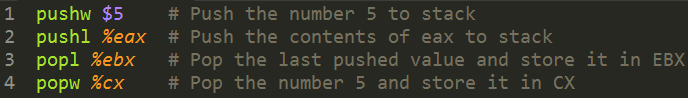 1 pushw $5 # Push the number 5 to stack
2 pushl %eax # Push the contents of eax to stack
3 popl %ebx # Pop the last pushed value and store it in EBX
4 popw %cx # Pop the number 5 and store it in CX